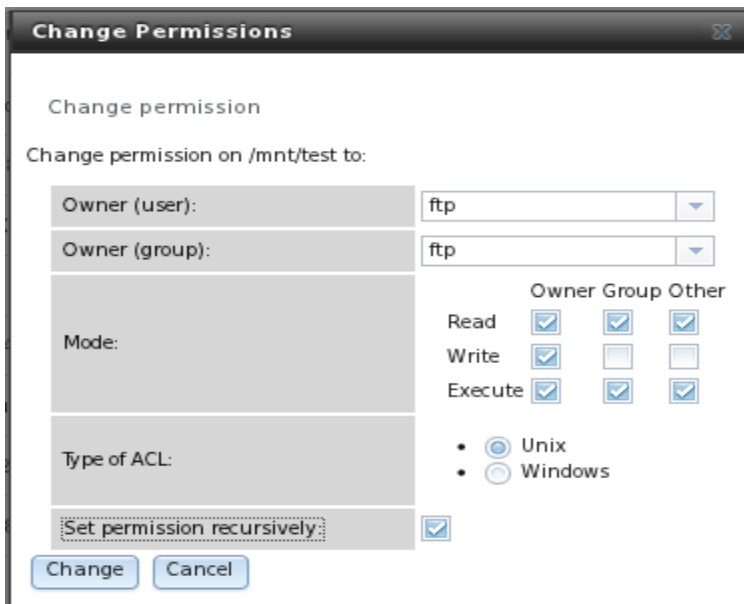 Change Permissions
Change permission
Change permission on /mnt/test to:
Owner (user): ftp
Owner (group): ftp
Owner Group Other
Read
Mode: Write
Execute
Type of ACL: Unix
Windows
Set permission recursively:
Change Cancel